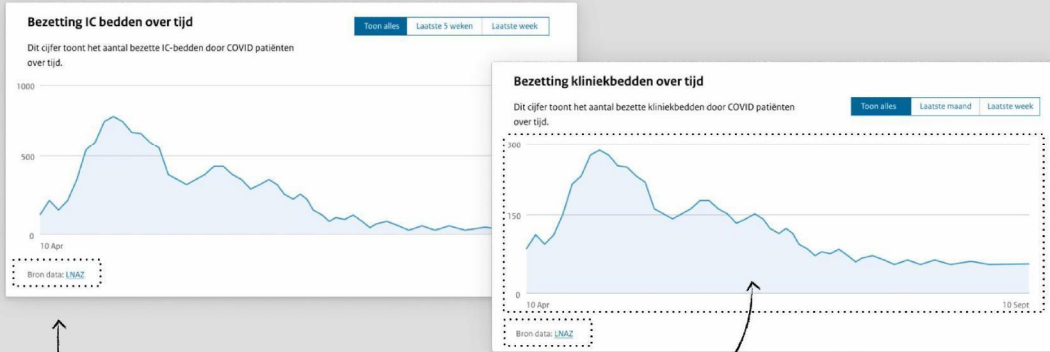 Bezetting IC bedden over tijd
Toon alles Laatste 5 weken Laatste week
Dit cijfer toont het aantal bezette IC-bedden door COVID patiënten
over tijd.
1000
500
0
10 Apr
Bron data: LNAZ
Bezetting kliniekbedden over tijd
Toon alles Laatste maand Laatste week
Dit cijfer toont het aantal bezette kliniekbedden door COVID patiënten
over tijd.
300
150
0
10 Apr 10 Sept
Bron data: LNAZ